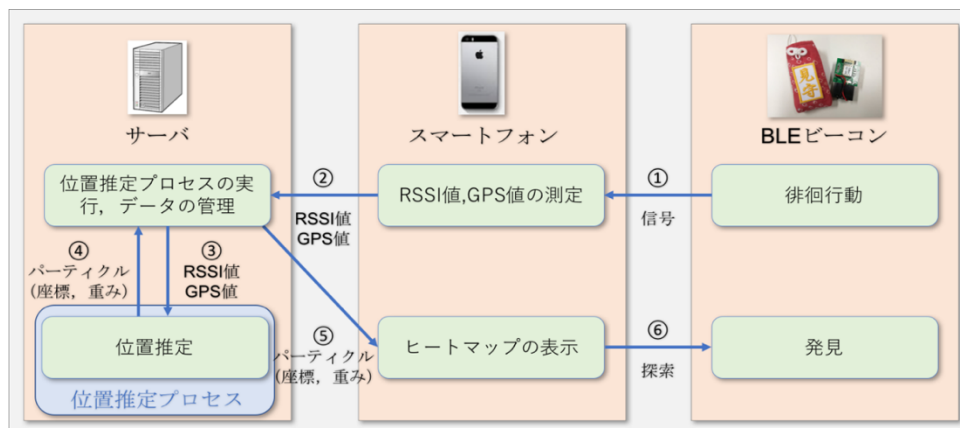 サーバ
スマートフォン
BLEビーコン
見守
位置推定プロセスの実
行，データの管理
②
RSSI値
GPS値
RSSI値,GPS値の測定
①
信号
徘徊行動
④
パーティクル
(座標，重み)
③
RSSI値
GPS値
位置推定
位置推定プロセス
⑤
パーティクル
(座標，重み)
ヒートマップの表示
⑥
探索
発見